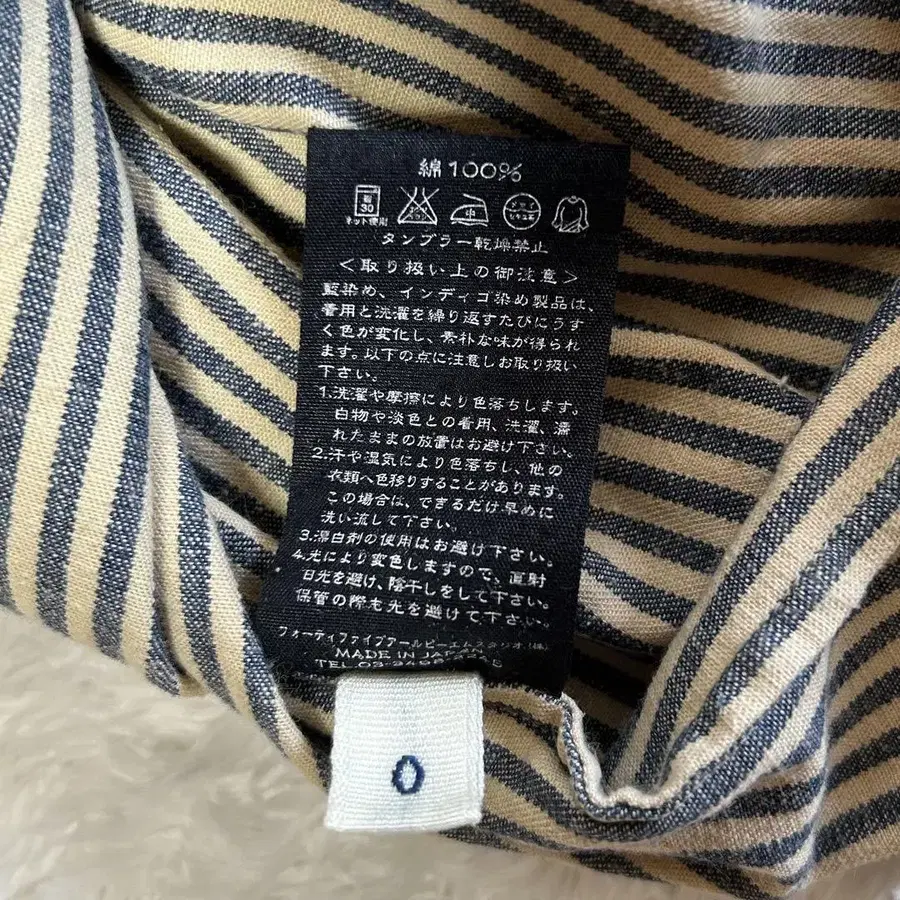 綿100%
30
ネット使用
タンブラー乾燥禁止
<取り扱い上の御注意>
藍染め、インディゴ染め製品は、
着用と洗濯を繰り返すたびにうす
く色が変化し、素朴な味が得られ
ます。以下の点に注意しお取り扱い
下さい。
1.洗濯や摩擦により色落ちします。
白物や淡色との着用、洗濯、濡
れたままの放置はお避け下さい。
2.汗や湿気により色落ちし、他の
衣類へ色移りすることがあります。
この場合は、できるだけ早めに
洗い流して下さい。
3.漂白剤の使用はお避け下さい。
4.光により変色しますので、直射
日光を避け、陰干しをして下さい。
保管の際も光を避けて下さい。
フォーティファイブアールピーエムスタジオ(株)
MADE IN JAPAN
TEL 03-
0